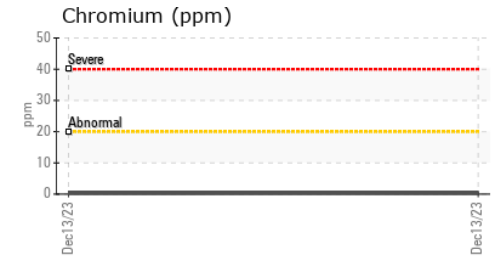 Chromium (ppm)
50
Severe
40
30
ppm
Abnormal
20
10
0
Dec13/23
Dec13/23